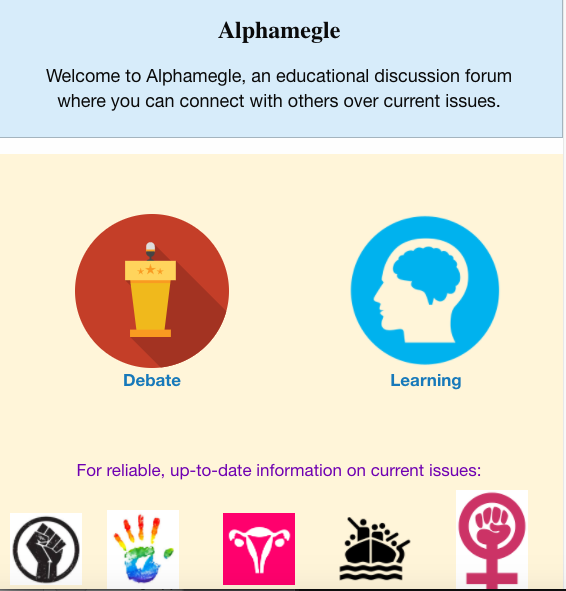 Alphamegle
Welcome to Alphamegle, an educational discussion forum
where you can connect with others over current issues.
Debate
Learning
For reliable, up-to-date information on current issues: